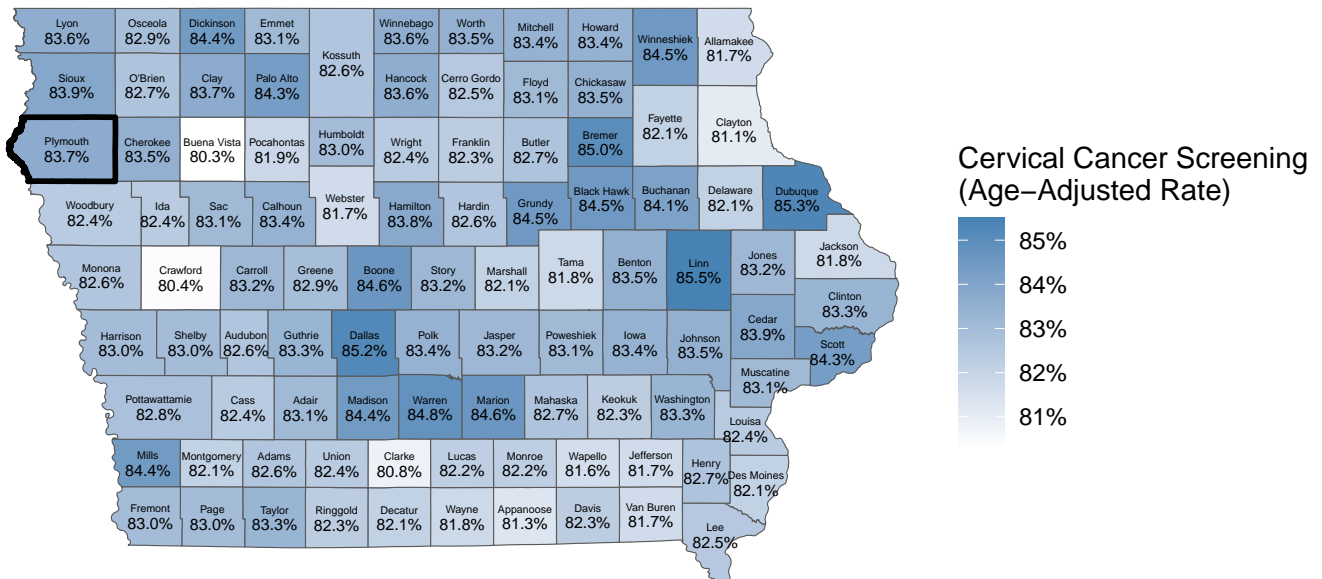 Lyon
83.6%
Osceola
82.9%
Dickinson
84.4%
Emmet
83.1%
Kossuth
82.6%
Winnebago
83.6%
Worth
83.5%
Mitchell
83.4%
Howard
83.4%
Winneshiek
84.5%
Allamakee
81.7%
Sioux
83.9%
O'Brien
82.7%
Clay
83.7%
Palo Alto
84.3%
Hancock
83.6%
Cerro Gordo
82.5%
Floyd
83.1%
Chickasaw
83.5%
Fayette
82.1%
Clayton
81.1%
Plymouth
83.7%
Cherokee
83.5%
Buena Vista
80.3%
Pocahontas
81.9%
Humboldt
83.0%
Wright
82.4%
Franklin
82.3%
Butler
82.7%
Bremer
85.0%
Woodbury
82.4%
Ida
82.4%
Sac
83.1%
Calhoun
83.4%
Webster
81.7%
Hamilton
83.8%
Hardin
82.6%
Grundy
84.5%
Black Hawk
84.5%
Buchanan
84.1%
Delaware
82.1%
Dubuque
85.3%
Monona
82.6%
Crawford
80.4%
Carroll
83.2%
Greene
82.9%
Boone
84.6%
Story
83.2%
Marshall
82.1%
Tama
81.8%
Benton
83.5%
Linn
85.5%
Jones
83.2%
Jackson
81.8%
Clinton
83.3%
Harrison
83.0%
Shelby
83.0%
Audubon
82.6%
Guthrie
83.3%
Dallas
85.2%
Polk
83.4%
Jasper
83.2%
Poweshiek
83.1%
Iowa
83.4%
Johnson
83.5%
Cedar
83.9%
Scott
84.3%
Muscatine
83.1%
Pottawattamie
82.8%
Cass
82.4%
Adair
83.1%
Madison
84.4%
Warren
84.8%
Marion
84.6%
Mahaska
82.7%
Keokuk
82.3%
Washington
83.3%
Louisa
82.4%
Mills
84.4%
Montgomery
82.1%
Adams
82.6%
Union
82.4%
Clarke
80.8%
Lucas
82.2%
Monroe
82.2%
Wapello
81.6%
Jefferson
81.7%
Henry
82.7%
Des Moines
82.1%
Fremont
83.0%
Page
83.0%
Taylor
83.3%
Ringgold
82.3%
Decatur
82.1%
Wayne
81.8%
Appanoose
81.3%
Davis
82.3%
Van Buren
81.7%
Lee
82.5%
Cervical Cancer Screening
(Age−Adjusted Rate)
85%
84%
83%
82%
81%